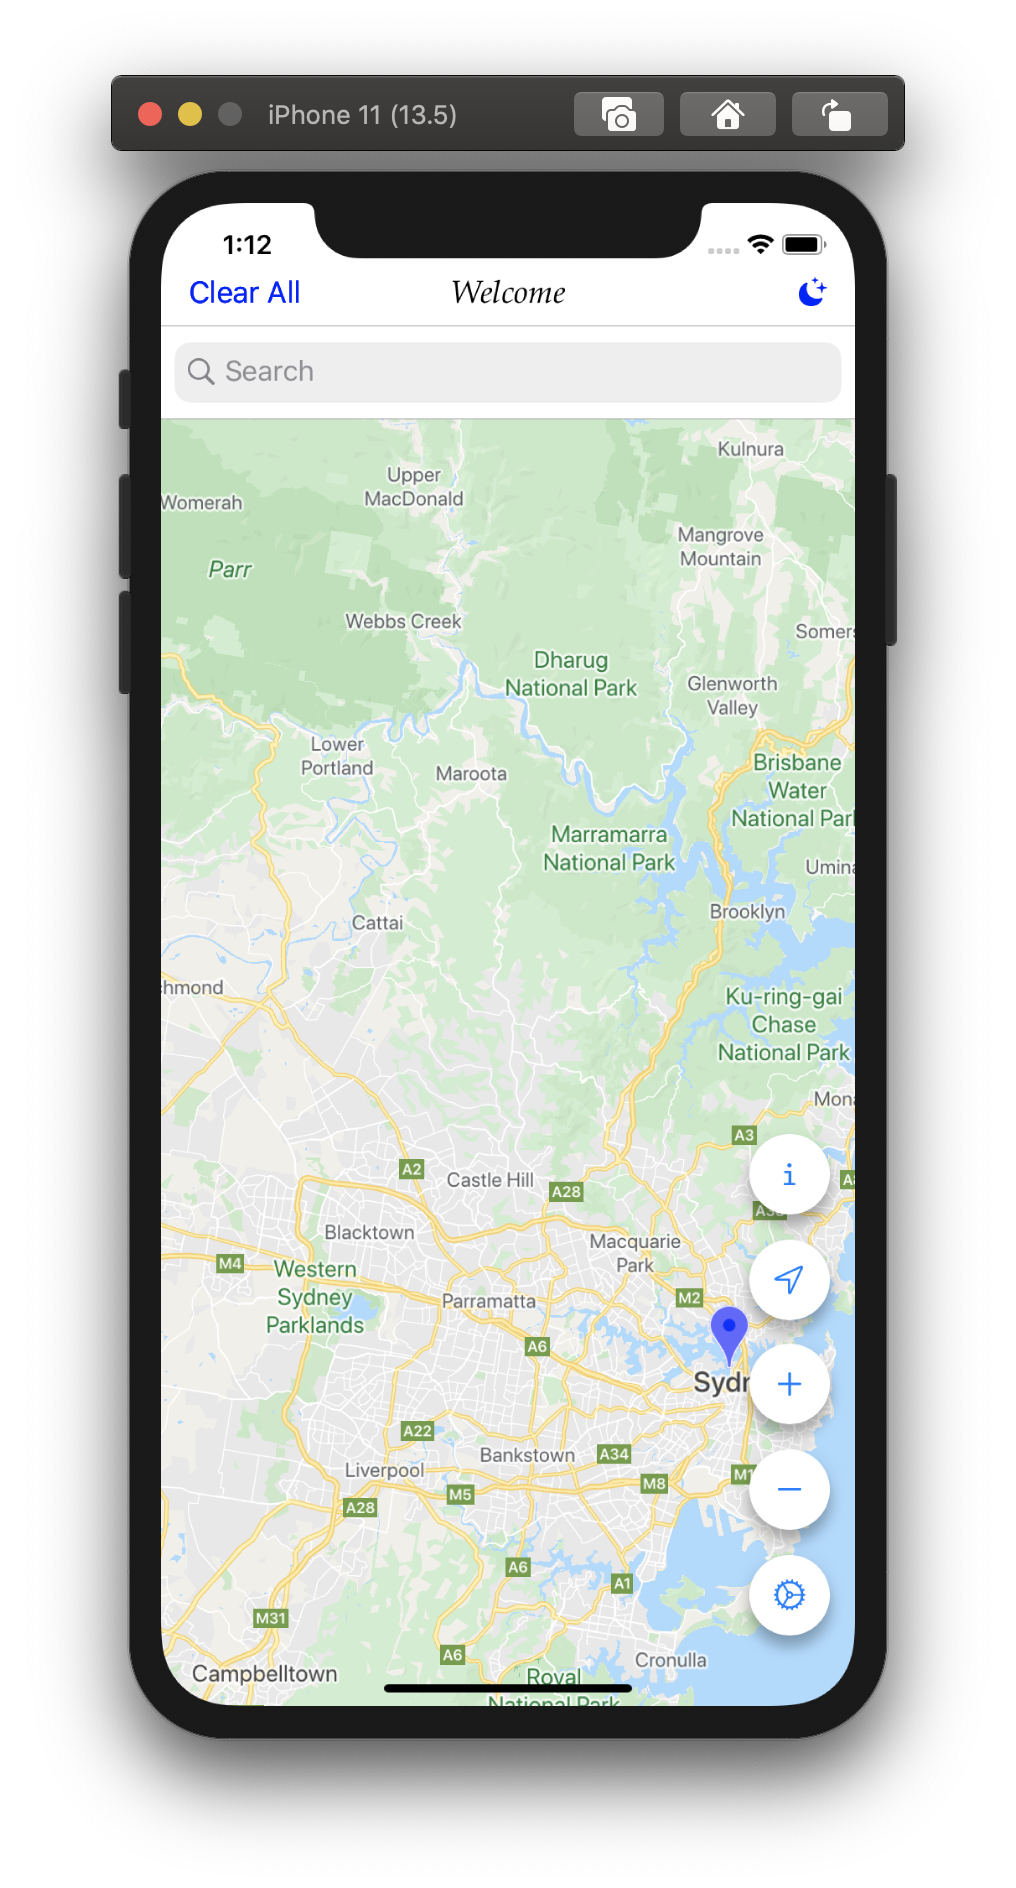 iPhone 11 (13.5)
1:12
Clear All
Welcome
Search
Kulnura
Upper
MacDonald
Womerah
Mangrove
Mountain
Parr
Webbs Creek
Somers
Dharug
National Park
Glenworth
Valley
Lower
Portland
Maroota
Brisbane
Water
National Park
Marramarra
National Park
Umina
Brooklyn
Cattai
chmond
Ku-ring-gai
Chase
National Park
Mona
A3
A2
Castle Hill
A28
i
Blacktown
Macquarie
Park
M4
Western
Sydney
Parklands
Parramatta
M2
A6
Sydn
A22
Bankstown
A34
Liverpool
M8
M1
M5
A28
A6
A1
M31
A6
Cronulla
Campbelltown
Royal
National Park